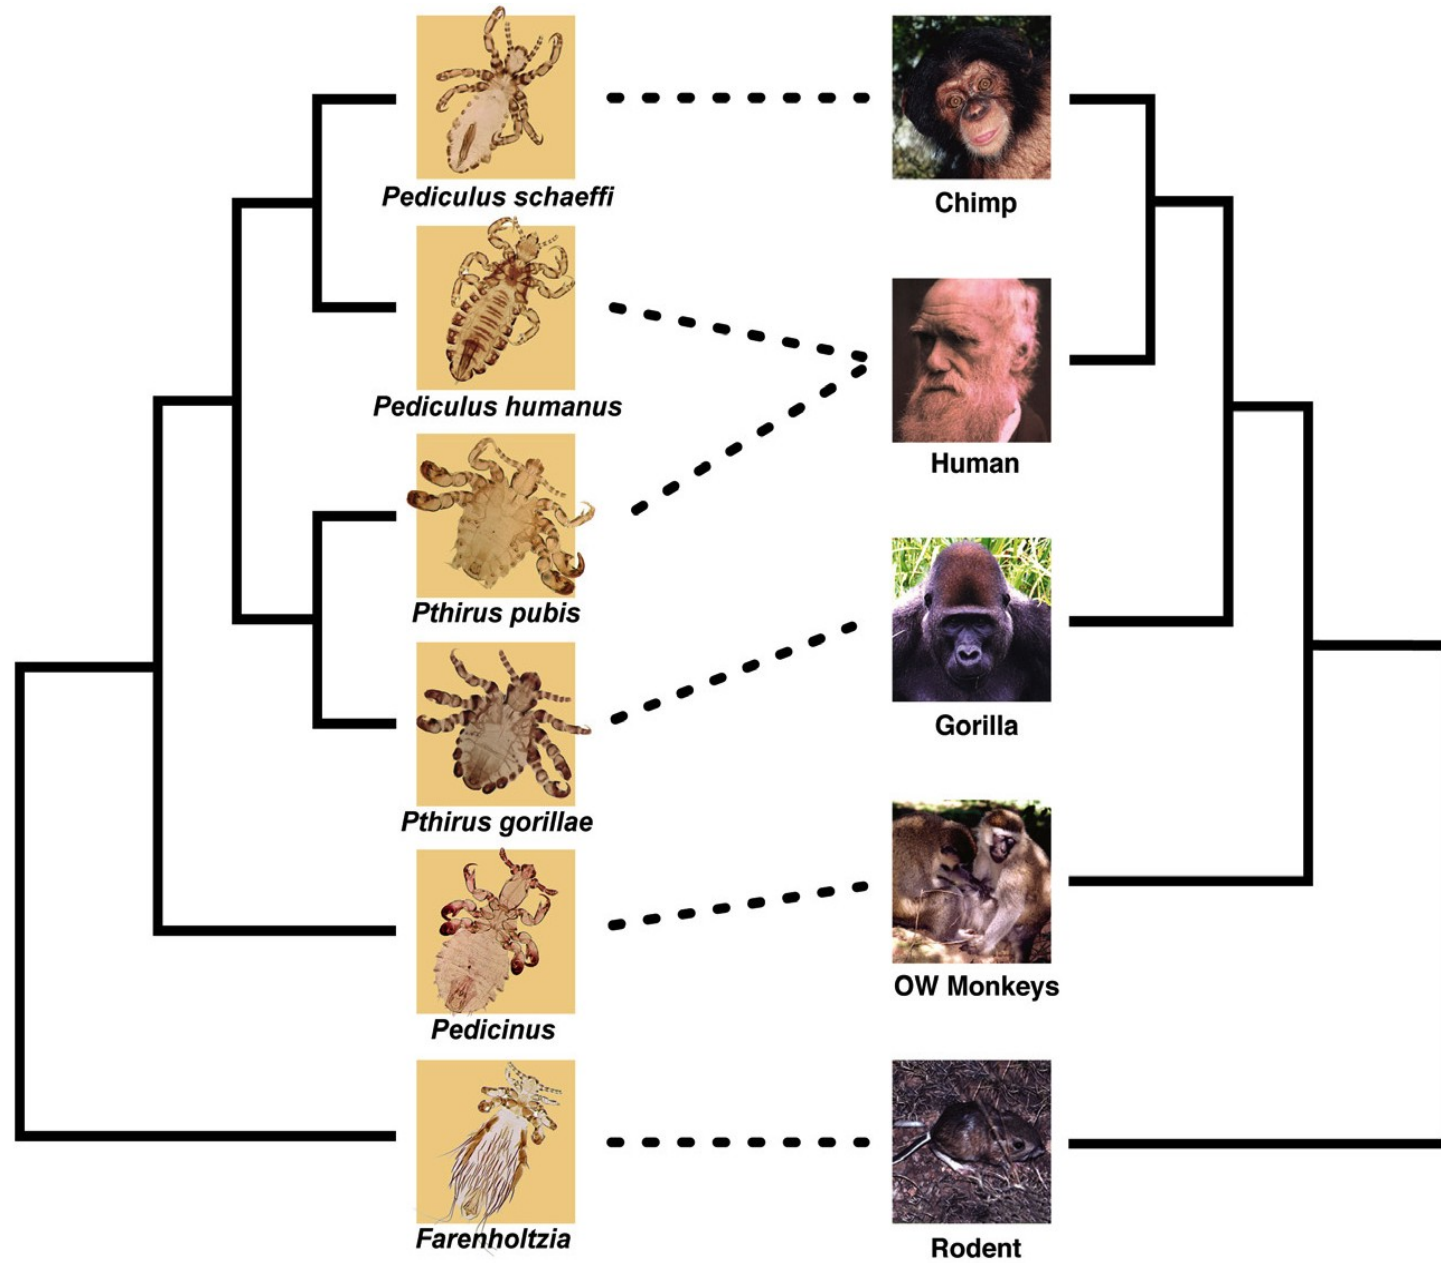 Pediculus schaeffi
Chimp
Pediculus humanus
Human
Pthirus pubis
Gorilla
Pthirus gorillae
OW Monkeys
Pedicinus
Farenholtzia
Rodent